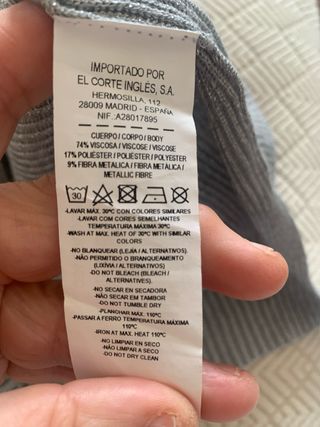 IMPORTADO POR
EL CORTE INGLÉS, S.A.
HERMOSILLA, 112
28009 MADRID - ESPAÑA
NIF.:A28017895
CUERPO / CORPO / BODY
74% VISCOSA / VISCOSE / VISCOSE
17% POLIÉSTER / POLIÉSTER / POLYESTER
9% FIBRA METÁLICA / FIBRA METALICA /
METALLIC FIBRE
30
-LAVAR MAX. 30ºC CON COLORES SIMILARES
-LAVAR COM CORES SEMELHANTES
TEMPERATURA MÁXIMA 30ºC
-WASH AT MAX. HEAT OF 30ºC WITH SIMILAR
COLORS
-NO BLANQUEAR (LEJÍA / ALTERNATIVOS).
-NÃO PERMITIDO O BRANQUEAMENTO
(LIXÍVIA / ALTERNATIVOS)
-DO NOT BLEACH (BLEACH /
ALTERNATIVES).
-NO SECAR EN SECADORA
-NÃO SECAR EM TAMBOR
-DO NOT TUMBLE DRY
-PLANCHAR MAX. 110ºC
-PASSAR A FERRO TEMPERATURA MÁXIMA
110ºC
-IRON AT MAX. HEAT 110ºC
-NO LIMPIAR EN SECO
-NÃO LIMPAR A SECO
-DO NOT DRY CLEAN